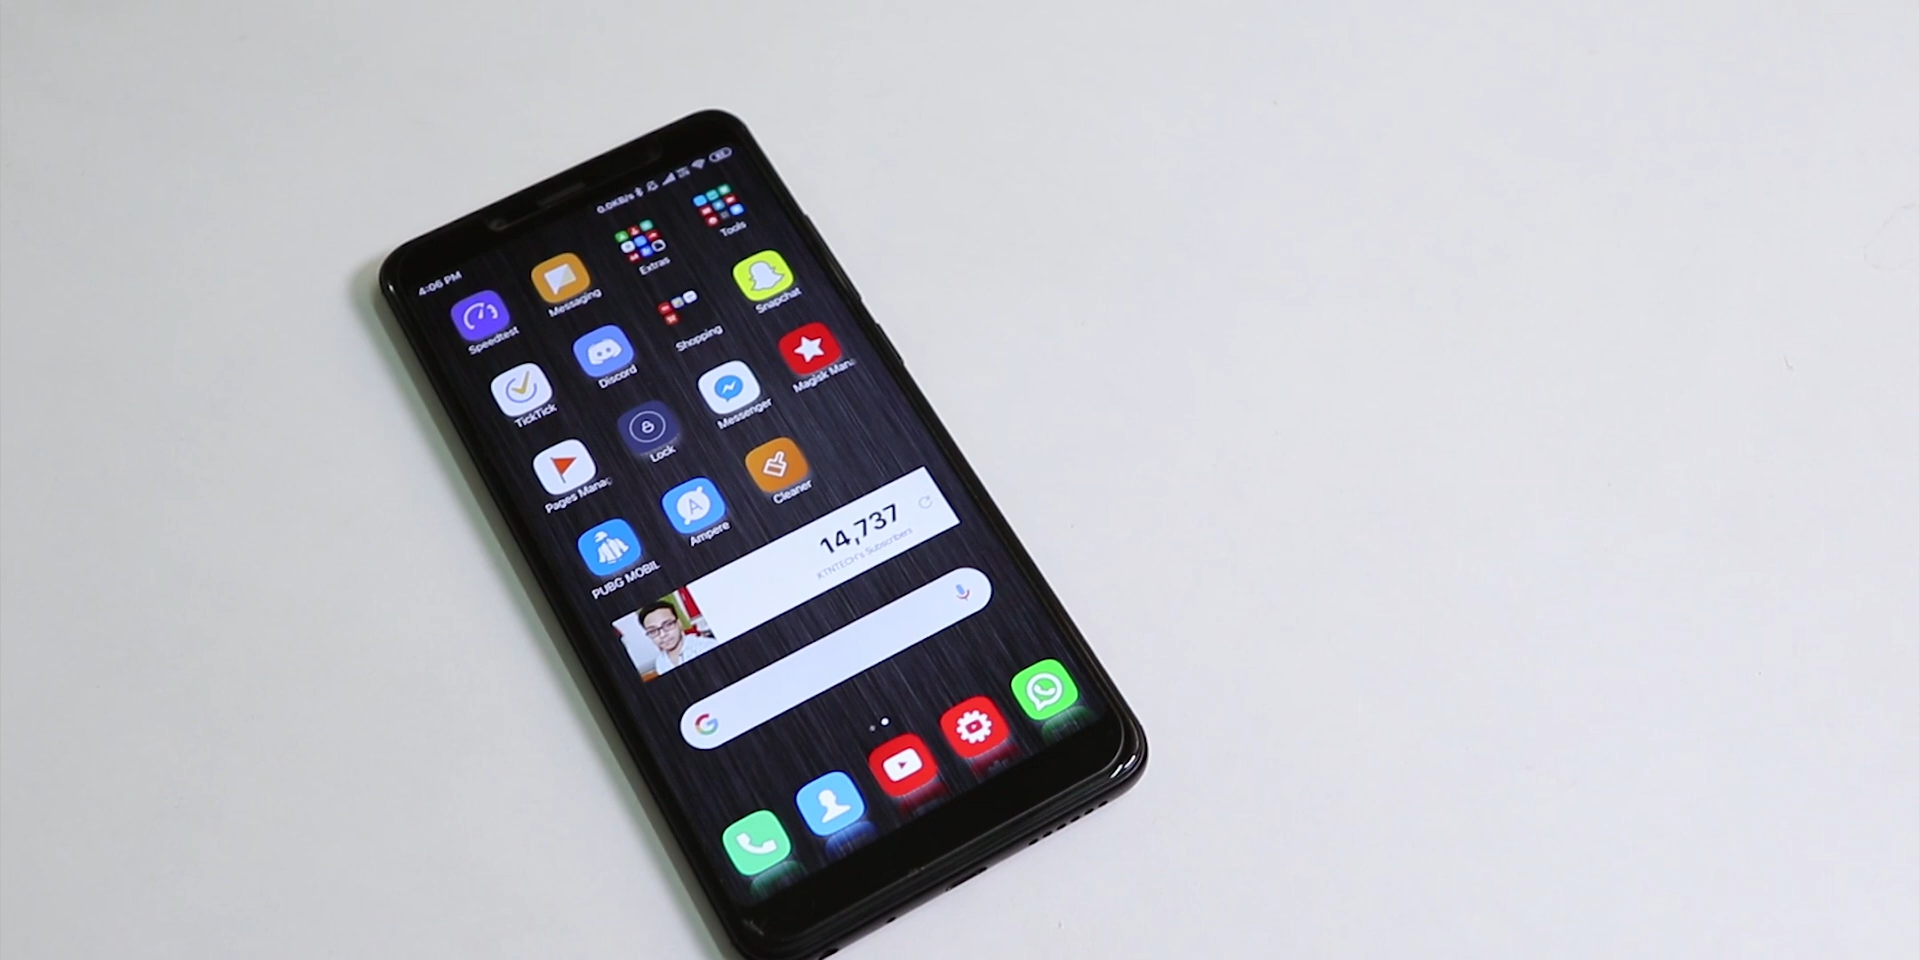 4:06 PM
0.0KB/s
Speedtest
Messaging
Extras
Tools
TickTick
Discord
Shopping
Snapchat
Pages Manag
Lock
Messenger
Magisk Mana
PUBG MOBIL
Ampere
Cleaner
14,737
KTNTECH's Subscribers